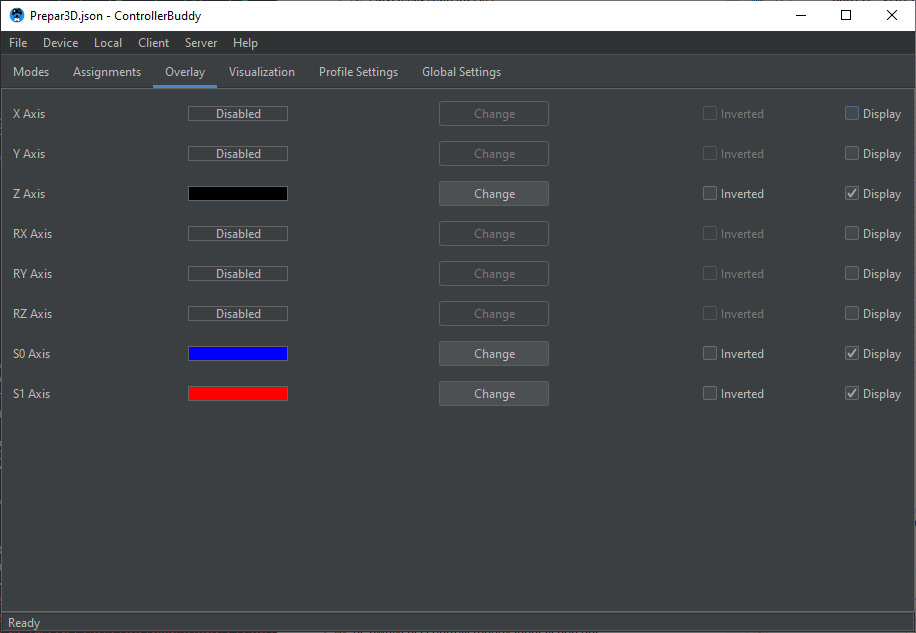 Prepar3D.json - ControllerBuddy
File Device Local Client Server Help
Modes Assignments Overlay Visualization Profile Settings Global Settings
X Axis Disabled Change Inverted Display
Y Axis Disabled Change Inverted Display
Z Axis Change Inverted Display
RX Axis Disabled Change Inverted Display
RY Axis Disabled Change Inverted Display
RZ Axis Disabled Change Inverted Display
S0 Axis Change Inverted Display
S1 Axis Change Inverted Display
Ready